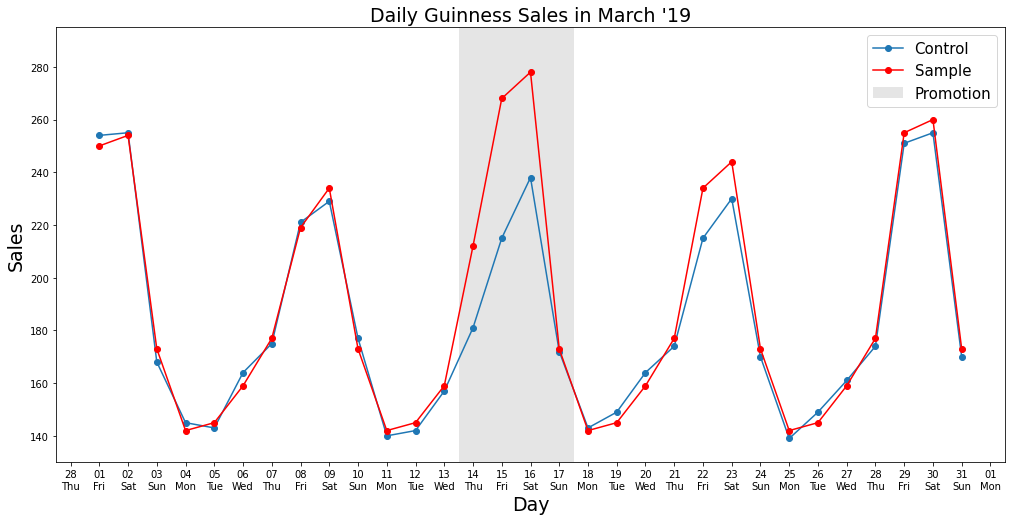 Daily Guinness Sales in March '19
Control
Sample
Promotion
Sales
280
260
240
220
200
180
160
140
28 01 02 03 04 05 06 07 08 09 10 11 12 13 14 15 16 17 18 19 20 21 22 23 24 25 26 27 28 29 30 31 01
Thu Fri Sat Sun Mon Tue Wed Thu Fri Sat Sun Mon Tue Wed Thu Fri Sat Sun Mon Tue Wed Thu Fri Sat Sun Mon Tue Wed Thu Fri Sat Sun Mon
Day